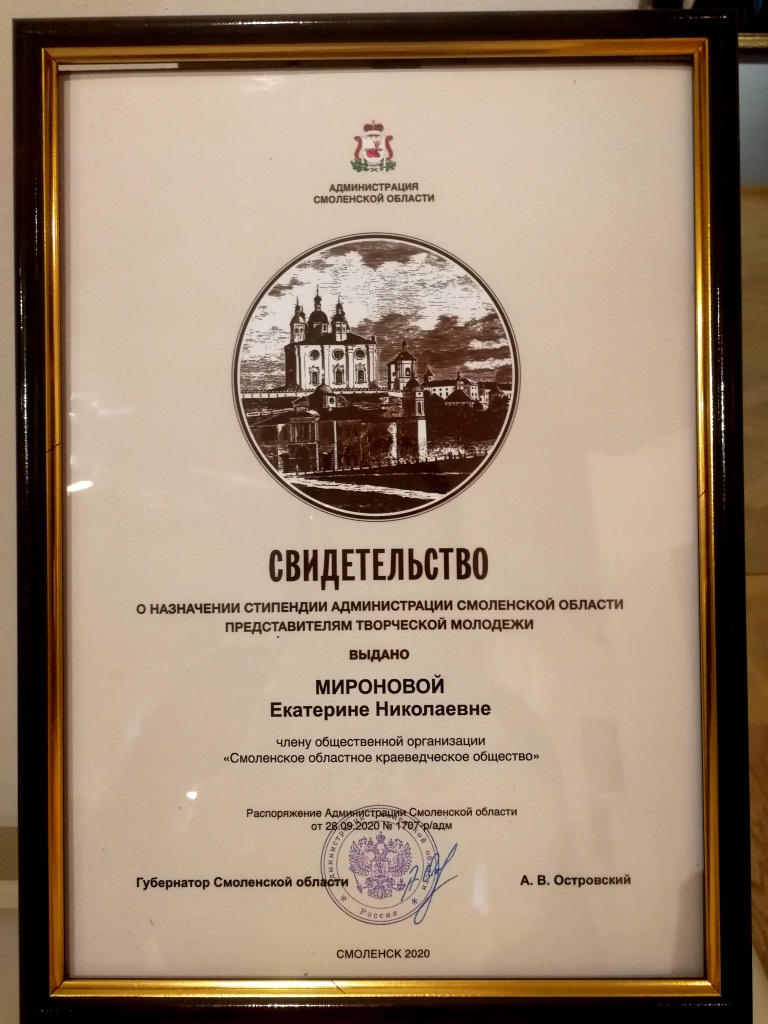 АДМИНИСТРАЦИЯ
СМОЛЕНСКОЙ ОБЛАСТИ
СВИДЕТЕЛЬСТВО
О НАЗНАЧЕНИИ СТИПЕНДИИ АДМИНИСТРАЦИИ СМОЛЕНСКОЙ ОБЛАСТИ
ПРЕДСТАВИТЕЛЯМ ТВОРЧЕСКОЙ МОЛОДЕЖИ
ВЫДАНО
МИРОНОВОЙ
Екатерине Николаевне
члену общественной организации
«Смоленское областное краеведческое общество»
Распоряжение Администрации Смоленской области
от 28.09.2020 № 1707-р/адм
Губернатор Смоленской области
А. В. Островский
Россия
СМОЛЕНСК 2020